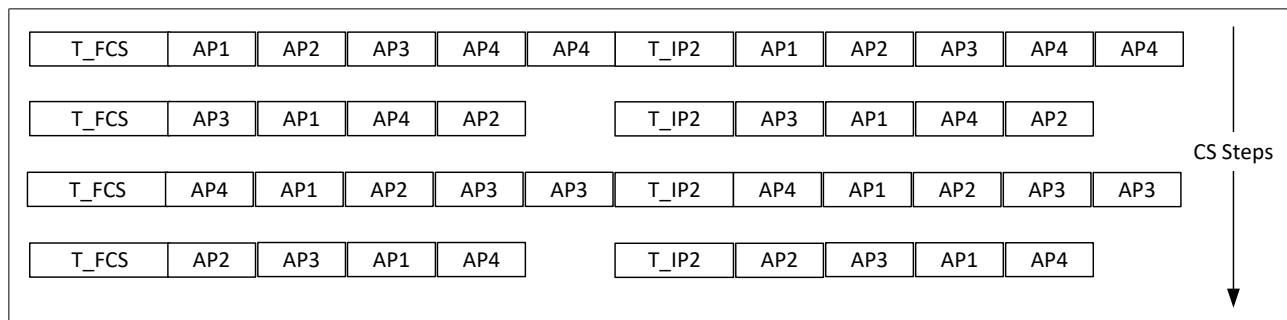 T_FCS AP1 AP2 AP3 AP4 AP4 T_IP2 AP1 AP2 AP3 AP4 AP4
T_FCS AP3 AP1 AP4 AP2 T_IP2 AP3 AP1 AP4 AP2
CS Steps
T_FCS AP4 AP1 AP2 AP3 AP3 T_IP2 AP4 AP1 AP2 AP3 AP3
T_FCS AP2 AP3 AP1 AP4 T_IP2 AP2 AP3 AP1 AP4